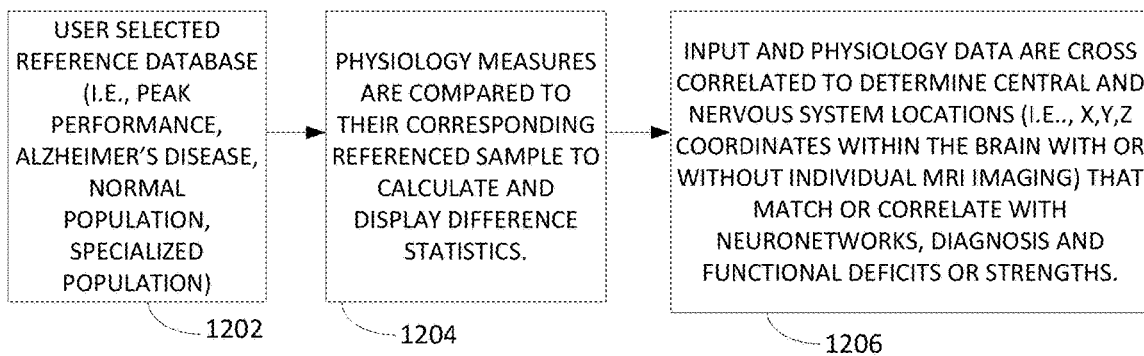 USER SELECTED
REFERENCE DATABASE
(I.E., PEAK
PERFORMANCE,
ALZHEIMER'S DISEASE,
NORMAL
POPULATION,
SPECIALIZED
POPULATION)
1202
PHYSIOLOGY MEASURES
ARE COMPARED TO
THEIR CORRESPONDING
REFERENCED SAMPLE TO
CALCULATE AND
DISPLAY DIFFERENCE
STATISTICS.
1204
INPUT AND PHYSIOLOGY DATA ARE CROSS
CORRELATED TO DETERMINE CENTRAL AND
NERVOUS SYSTEM LOCATIONS (I.E.., X,Y,Z
COORDINATES WITHIN THE BRAIN WITH OR
WITHOUT INDIVIDUAL MRI IMAGING) THAT
MATCH OR CORRELATE WITH
NEURONETWORKS, DIAGNOSIS AND
FUNCTIONAL DEFICITS OR STRENGTHS.
1206